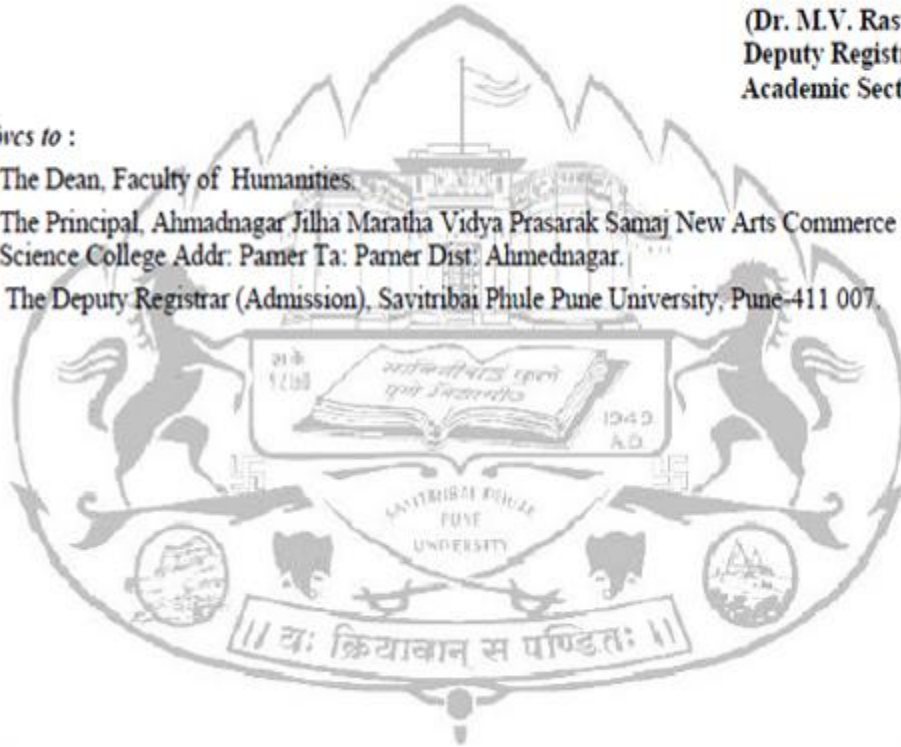 (Dr. M.V. Ras
Deputy Registr
Academic Sect
to :
The Dean, Faculty of Humanities.
The Principal, Ahmadnagar Jilha Maratha Vidya Prasarak Samaj New Arts Commerce
Science College Addr: Parner Ta: Parner Dist: Ahmednagar.
The Deputy Registrar (Admission), Savitribai Phule Pune University, Pune-411 007.
सावित्रीबाई फुले
पुणे विद्यापीठ
1949
A.D.
SAVITRIBAI PHULE
PUNE
UNIVERSITY
|| यः क्रियावान् स पण्डितः ||